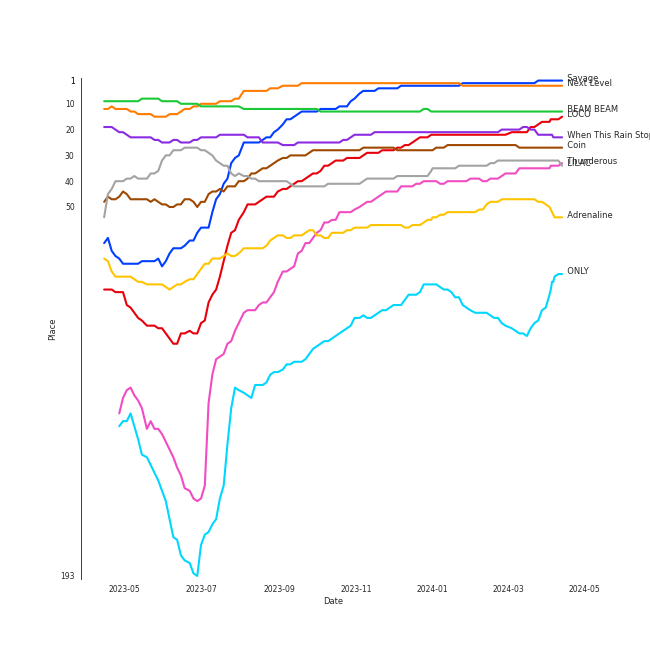 1
10
20
30
40
50
193
Place
2023-05
2023-07
2023-09
2023-11
2024-01
2024-03
2024-05
Date
Savage
Next Level
BEAM BEAM
LOCO
When This Rain Stop
Coin
Thunderous
LILAC
Adrenaline
ONLY